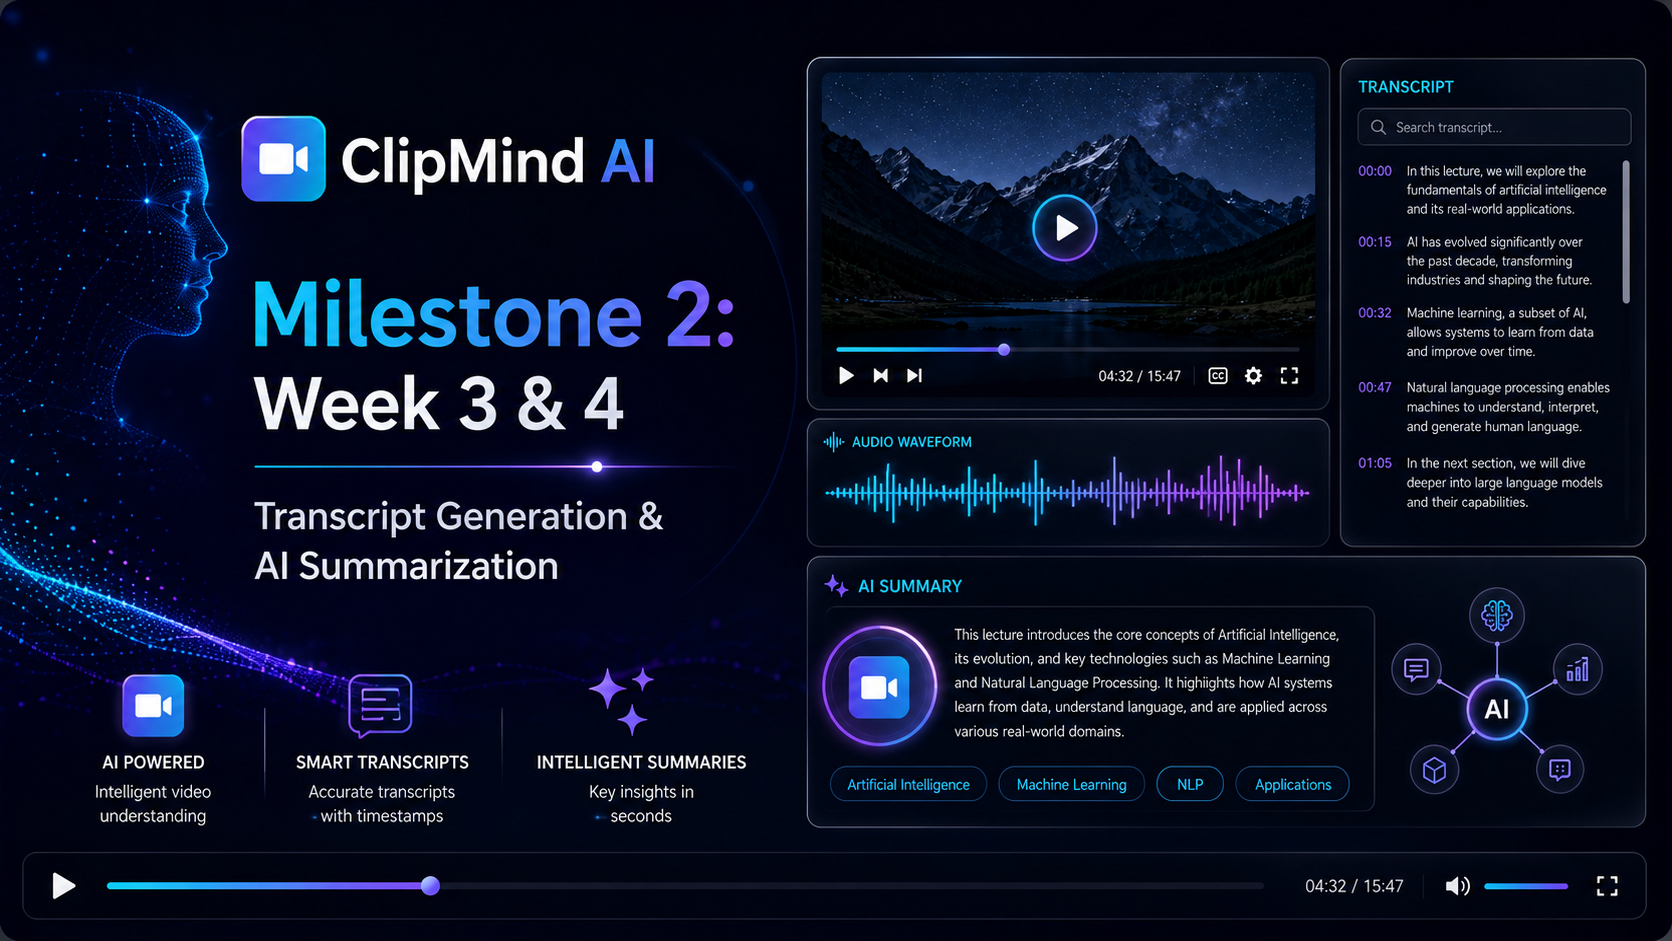 ClipMind AI
Milestone 2:
Week 3 & 4
Transcript Generation &
AI Summarization
AI POWERED
Intelligent video
understanding
SMART TRANSCRIPTS
Accurate transcripts
with timestamps
INTELLIGENT SUMMARIES
Key insights in
seconds
04:32 / 15:47
CC
AUDIO WAVEFORM
TRANSCRIPT
Search transcript...
00:00 In this lecture, we will explore the
fundamentals of artificial intelligence
and its real-world applications.
00:15 AI has evolved significantly over
the past decade, transforming
industries and shaping the future.
00:32 Machine learning, a subset of AI,
allows systems to learn from data
and improve over time.
00:47 Natural language processing enables
machines to understand, interpret,
and generate human language.
01:05 In the next section, we will dive
deeper into large language models
and their capabilities.
AI SUMMARY
This lecture introduces the core concepts of Artificial Intelligence,
its evolution, and key technologies such as Machine Learning
and Natural Language Processing. It highlights how AI systems
learn from data, understand language, and are applied across
various real-world domains.
Artificial Intelligence
Machine Learning
NLP
Applications
AI
04:32 / 15:47